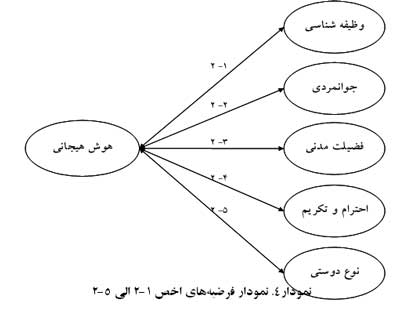 وظیفه شناسی
۲-۱
جوانمردی
۲-۲
فضیلت مدنی
۲-۳
هوش هیجانی
احترام و تکریم
۲-۴
نوع دوستی
۲-۵
نمودار٤. نمودار فرضیه‌های اخص ۱-۲ الی ۵-۲